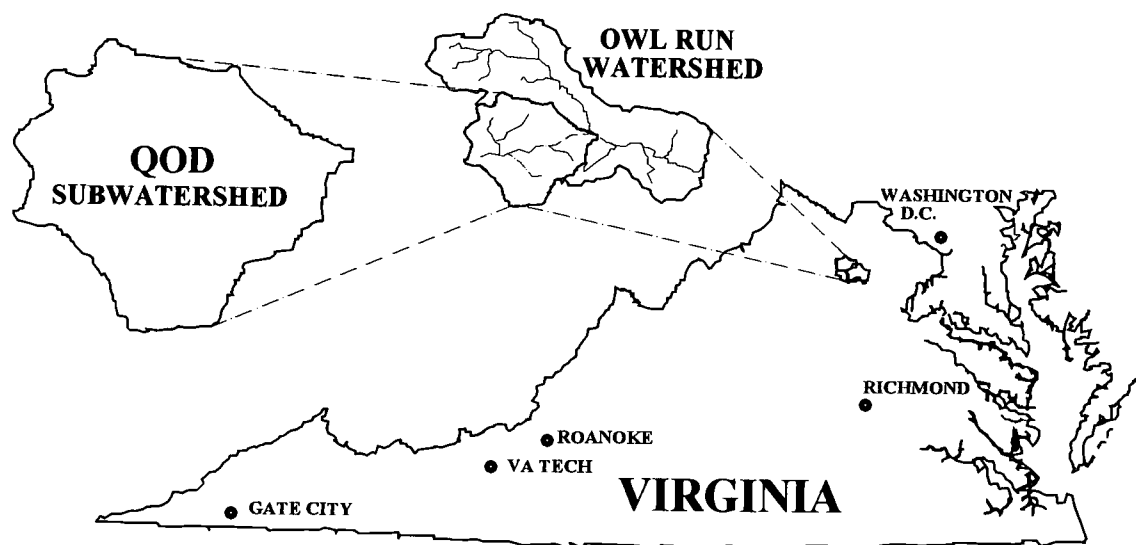 OWL RUN
WATERSHED
QOD
SUBWATERSHED
WASHINGTON
D.C.
RICHMOND
ROANOKE
VA TECH
VIRGINIA
GATE CITY